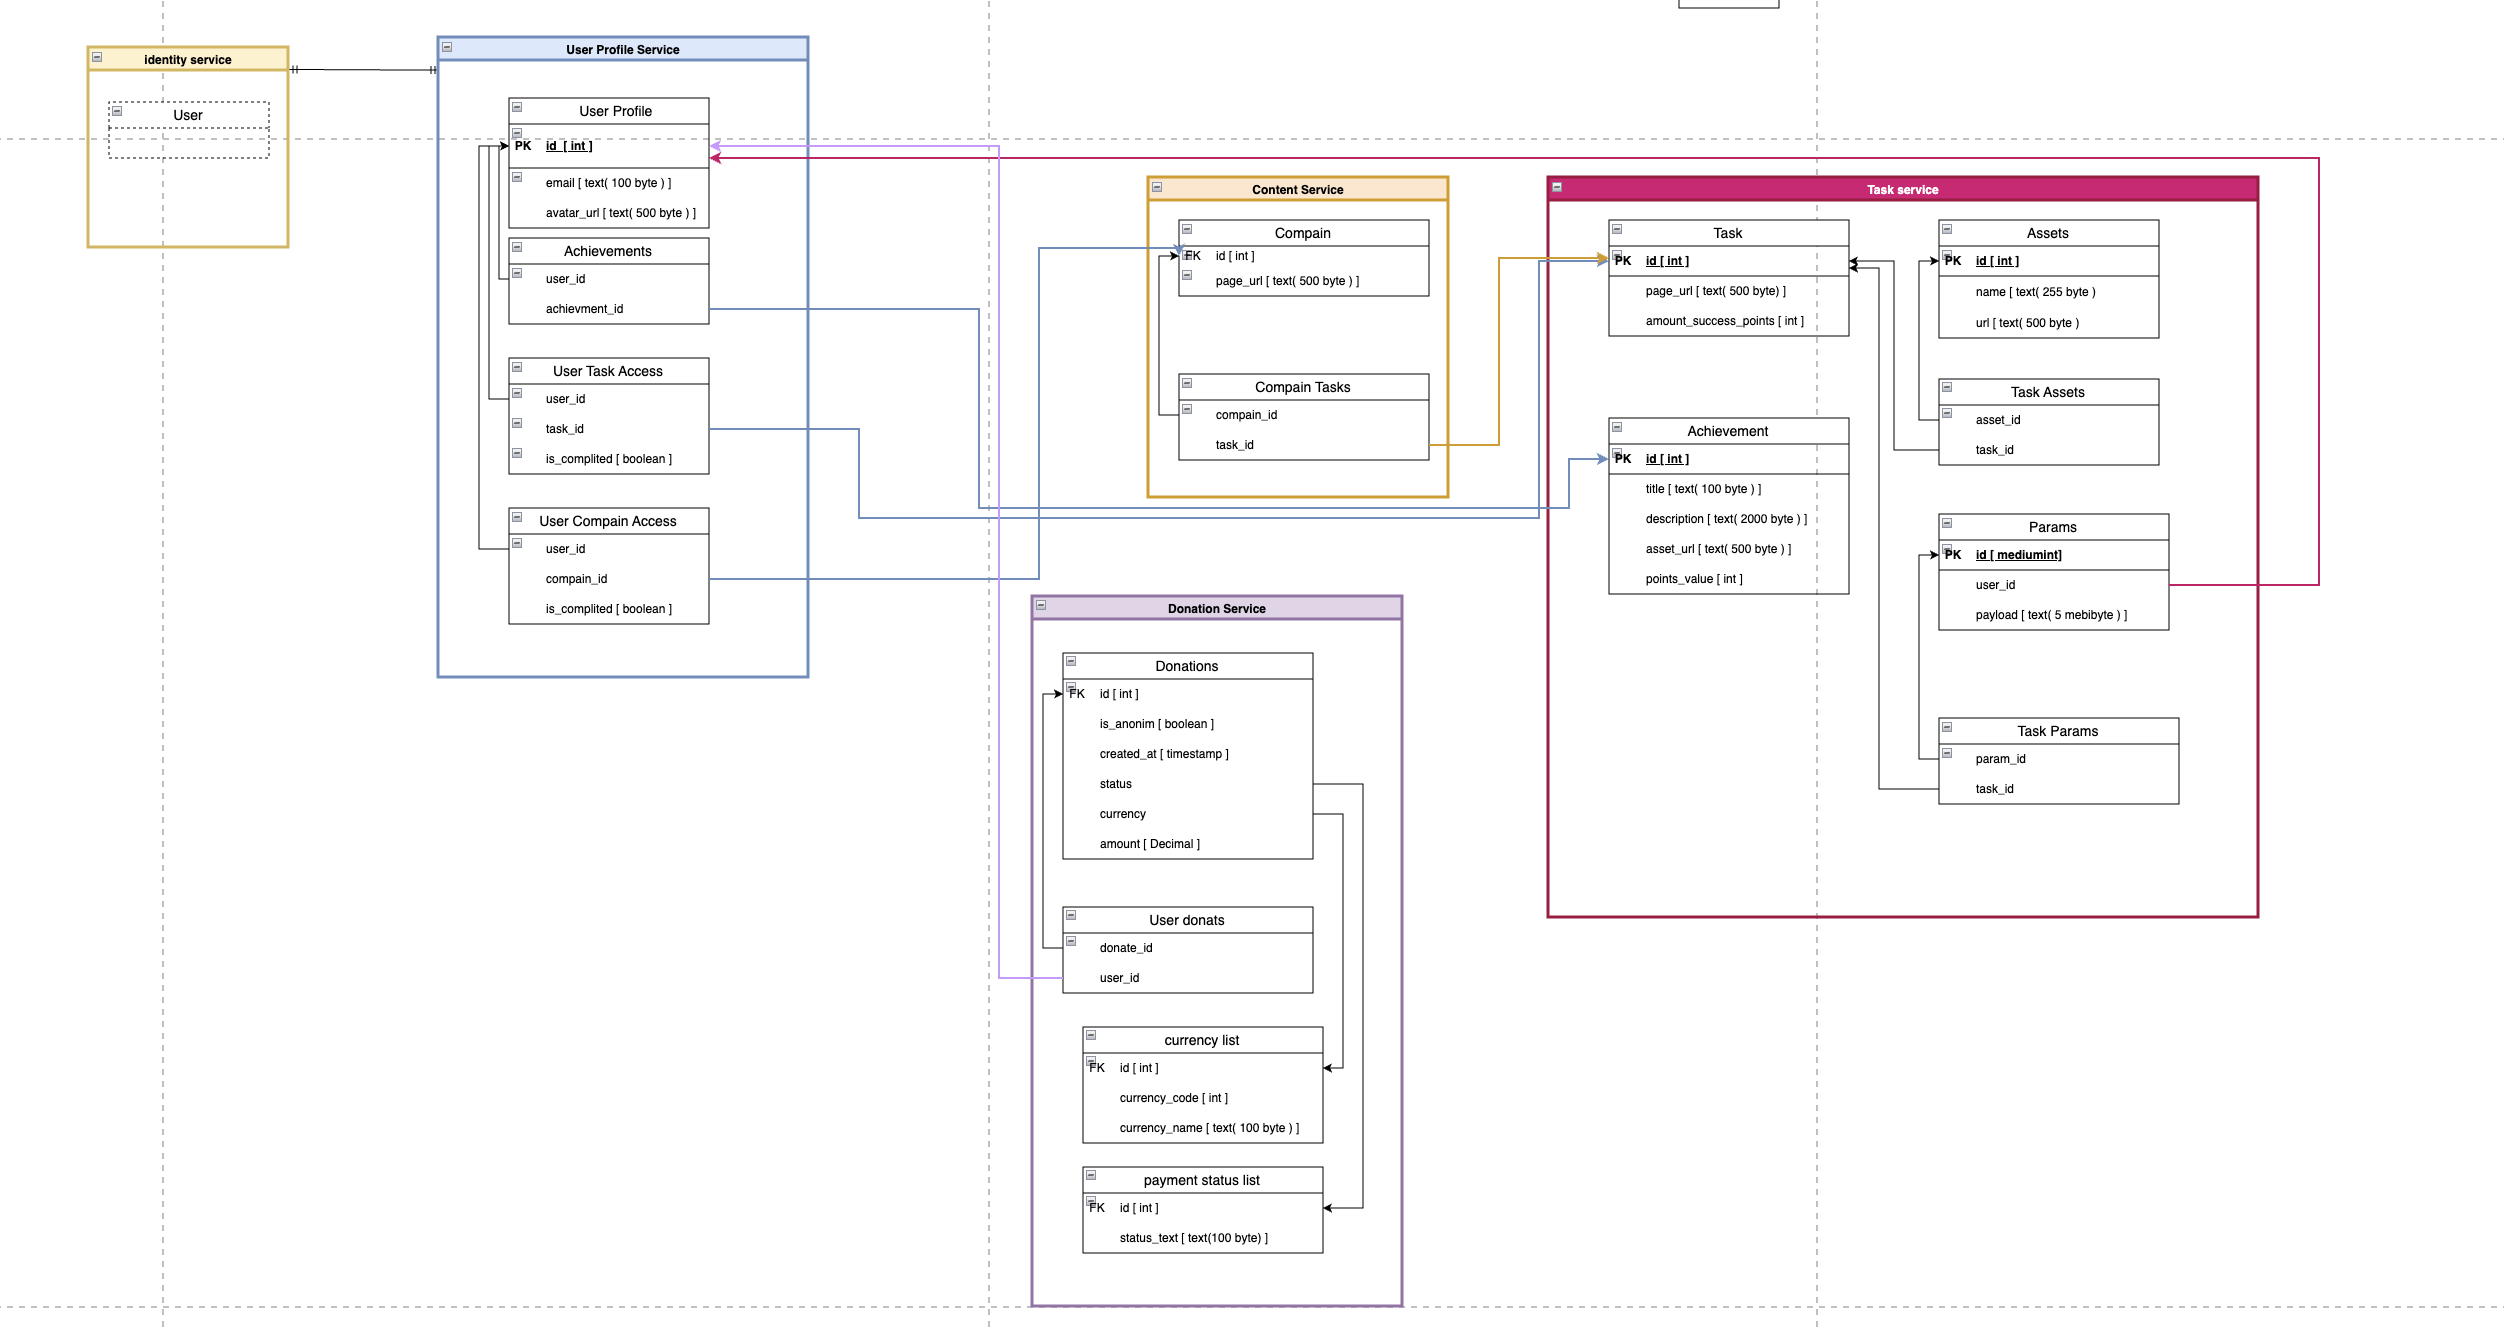 identity service
User
User Profile Service
User Profile
PK id [ int ]
email [ text( 100 byte ) ]
avatar_url [ text( 500 byte ) ]
Achievements
user_id
achievment_id
User Task Access
user_id
task_id
is_complited [ boolean ]
User Compain Access
user_id
compain_id
is_complited [ boolean ]
Content Service
Compain
FK id [ int ]
page_url [ text( 500 byte ) ]
Compain Tasks
compain_id
task_id
Donation Service
Donations
FK id [ int ]
is_anonim [ boolean ]
created_at [ timestamp ]
status
currency
amount [ Decimal ]
User donats
donate_id
user_id
currency list
FK id [ int ]
currency_code [ int ]
currency_name [ text( 100 byte ) ]
payment status list
FK id [ int ]
status_text [ text(100 byte) ]
Task service
Task
PK id [ int ]
page_url [ text( 500 byte) ]
amount_success_points [ int ]
Achievement
PK id [ int ]
title [ text( 100 byte ) ]
description [ text( 2000 byte ) ]
asset_url [ text( 500 byte ) ]
points_value [ int ]
Assets
PK id [ int ]
name [ text( 255 byte )
url [ text( 500 byte )
Task Assets
asset_id
task_id
Params
PK id [ mediumint]
user_id
payload [ text( 5 mebibyte ) ]
Task Params
param_id
task_id